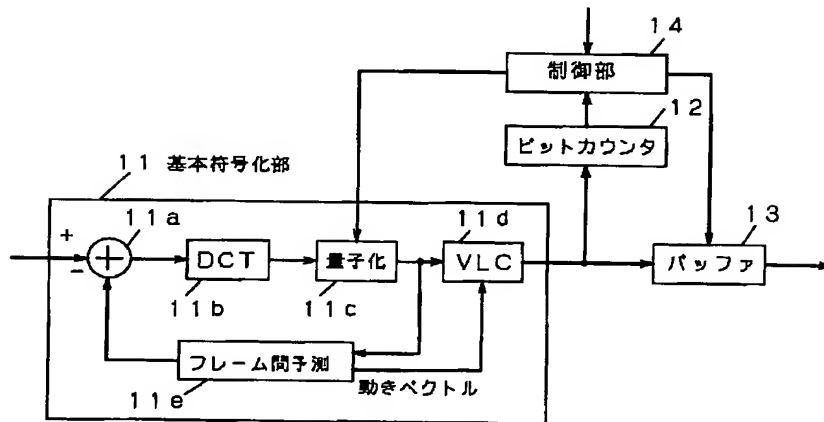 14
制御部
12
ビットカウンタ
11 基本符号化部
+
11a
-
+
DCT
11b
量子化
11c
11d
VLC
13
バッファ
フレーム間予測
11e
動きベクトル